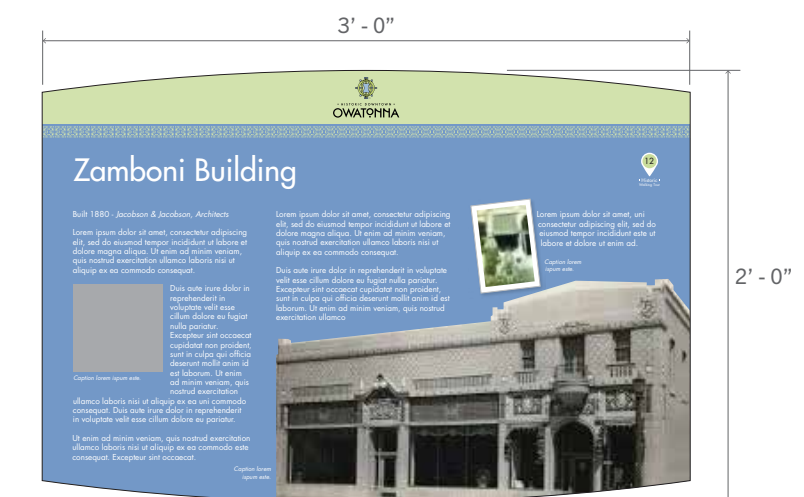 3' - 0"
• HISTORIC DOWNTOWN •
OWATONNA
Zamboni Building
12
• Historic •
Walking Tour
Built 1880 - Jacobson & Jacobson, Architects
Lorem ipsum dolor sit amet, consectetur adipiscing
elit, sed do eiusmod tempor incididunt ut labore et
dolore magna aliqua. Ut enim ad minim veniam,
quis nostrud exercitation ullamco laboris nisi ut
aliquip ex ea commodo consequat.
Duis aute irure dolor in
reprehenderit in
voluptate velit esse
cillum dolore eu fugiat
nulla pariatur.
Excepteur sint occaecat
cupidatat non proident,
sunt in culpa qui officia
deserunt mollit anim id
est laborum. Ut enim
ad minim veniam, quis
nostrud exercitation
Caption lorem ispum este.
ullamco laboris nisi ut aliquip ex ea uni commodo
consequat. Duis aute irure dolor in reprehenderit
in voluptate velit esse cillum dolore eu pariatur.
Ut enim ad minim veniam, quis nostrud exercitation
ullamco laboris nisi ut aliquip ex ea commodo este
consequat. Excepteur sint occaecat.
Caption lorem
ispum este.
Lorem ipsum dolor sit amet, consectetur adipiscing
elit, sed do eiusmod tempor incididunt ut labore et
dolore magna aliqua. Ut enim ad minim veniam,
quis nostrud exercitation ullamco laboris nisi ut
aliquip ex ea commodo consequat.
Duis aute irure dolor in reprehenderit in voluptate
velit esse cillum dolore eu fugiat nulla pariatur.
Excepteur sint occaecat cupidatat non proident,
sunt in culpa qui officia deserunt mollit anim id est
laborum. Ut enim ad minim veniam, quis nostrud
exercitation ullamco
Lorem ipsum dolor sit amet, uni
consectetur adipiscing elit, sed do
eiusmod tempor incididunt este ut
labore et dolore ut enim ad.
Caption lorem
ispum este.
2' - 0"